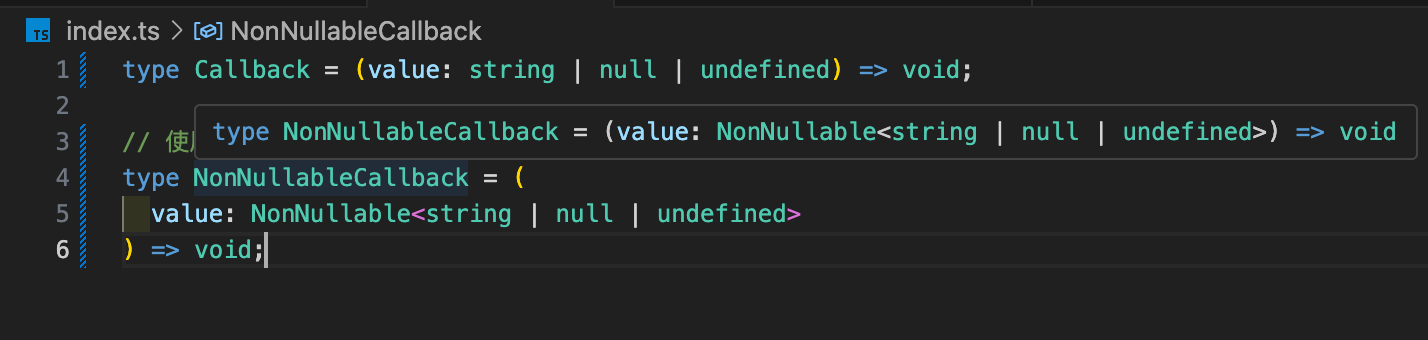 TS index.ts > NonNullableCallback
1 type Callback = (value: string | null | undefined) => void;
2
type NonNullableCallback = (value: NonNullable<string | null | undefined>) => void
3 // 使
4 type NonNullableCallback = (
5 value: NonNullable<string | null | undefined>
6 ) => void;